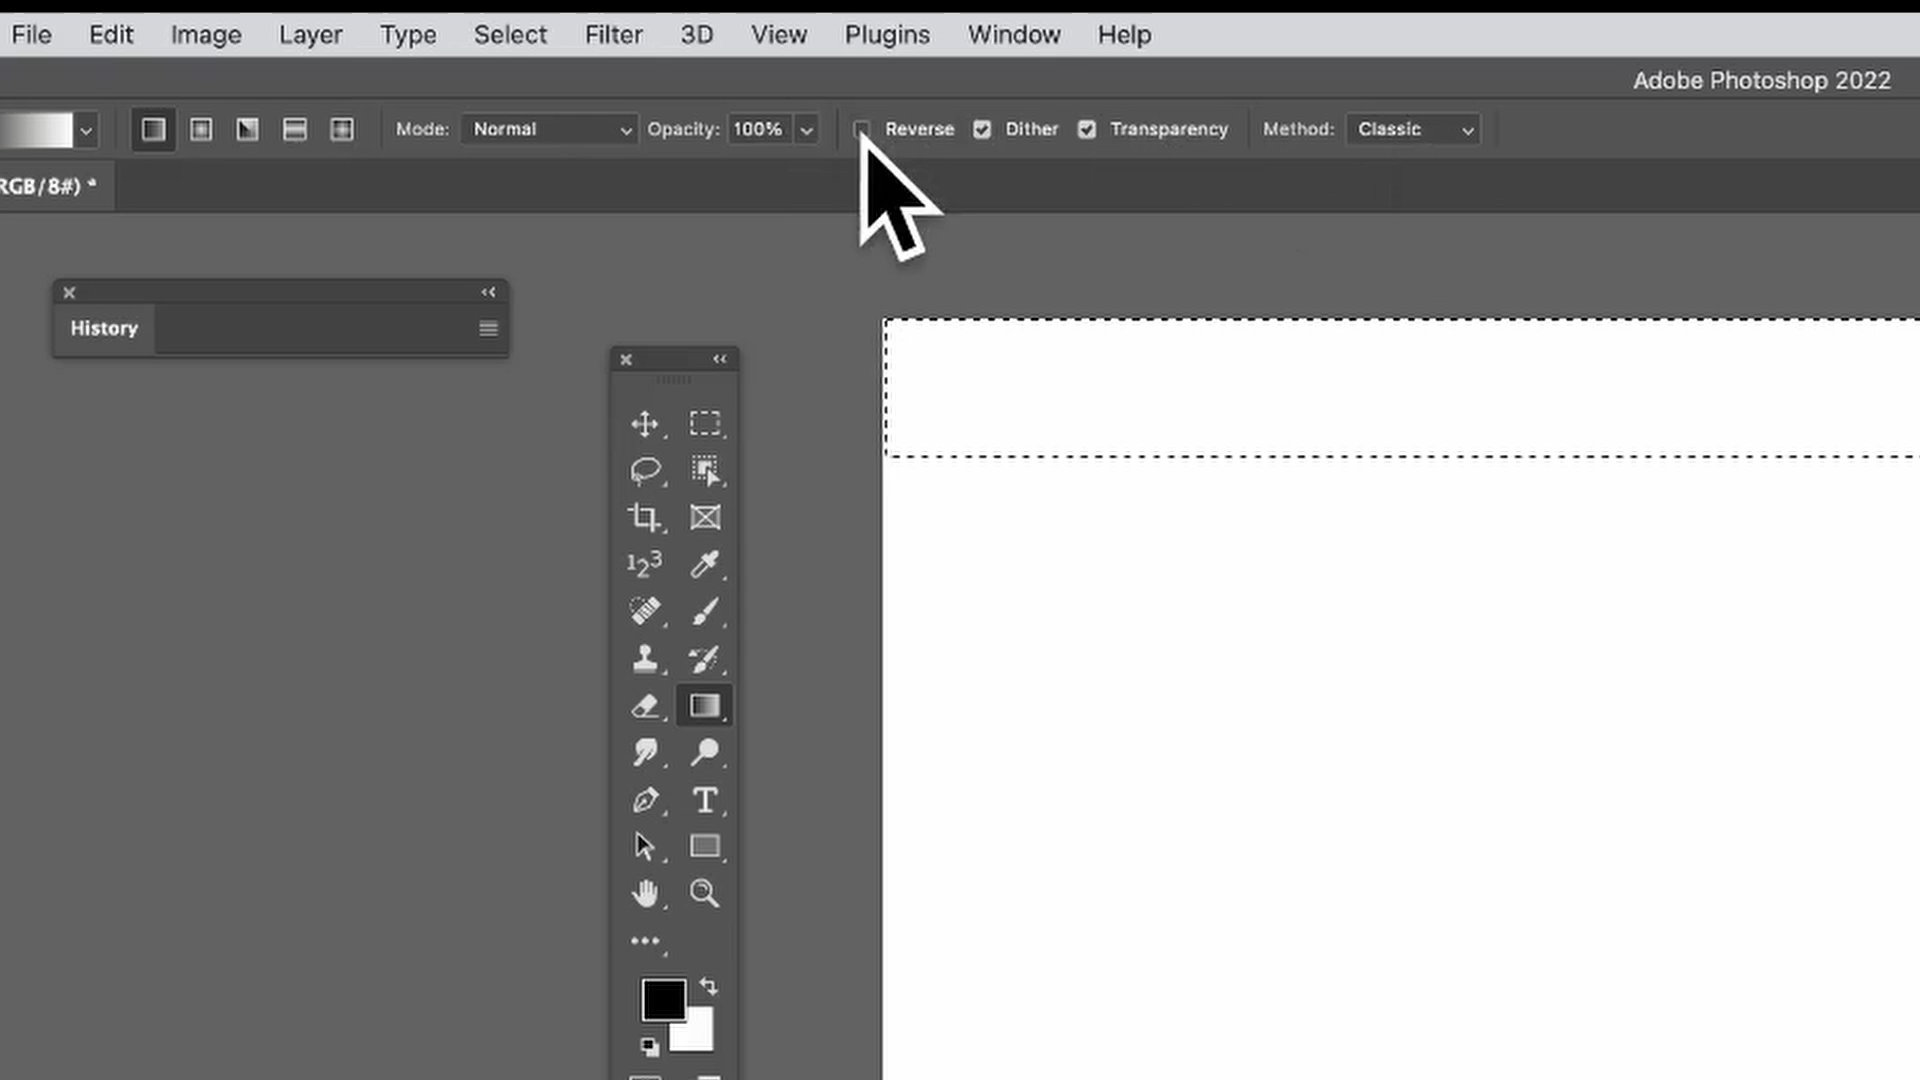 File Edit Image Layer Type Select Filter 3D View Plugins Window Help
Adobe Photoshop 2022
Mode: Normal Opacity: 100% Reverse Dither Transparency Method: Classic
RGB/8#) *
History
123
T